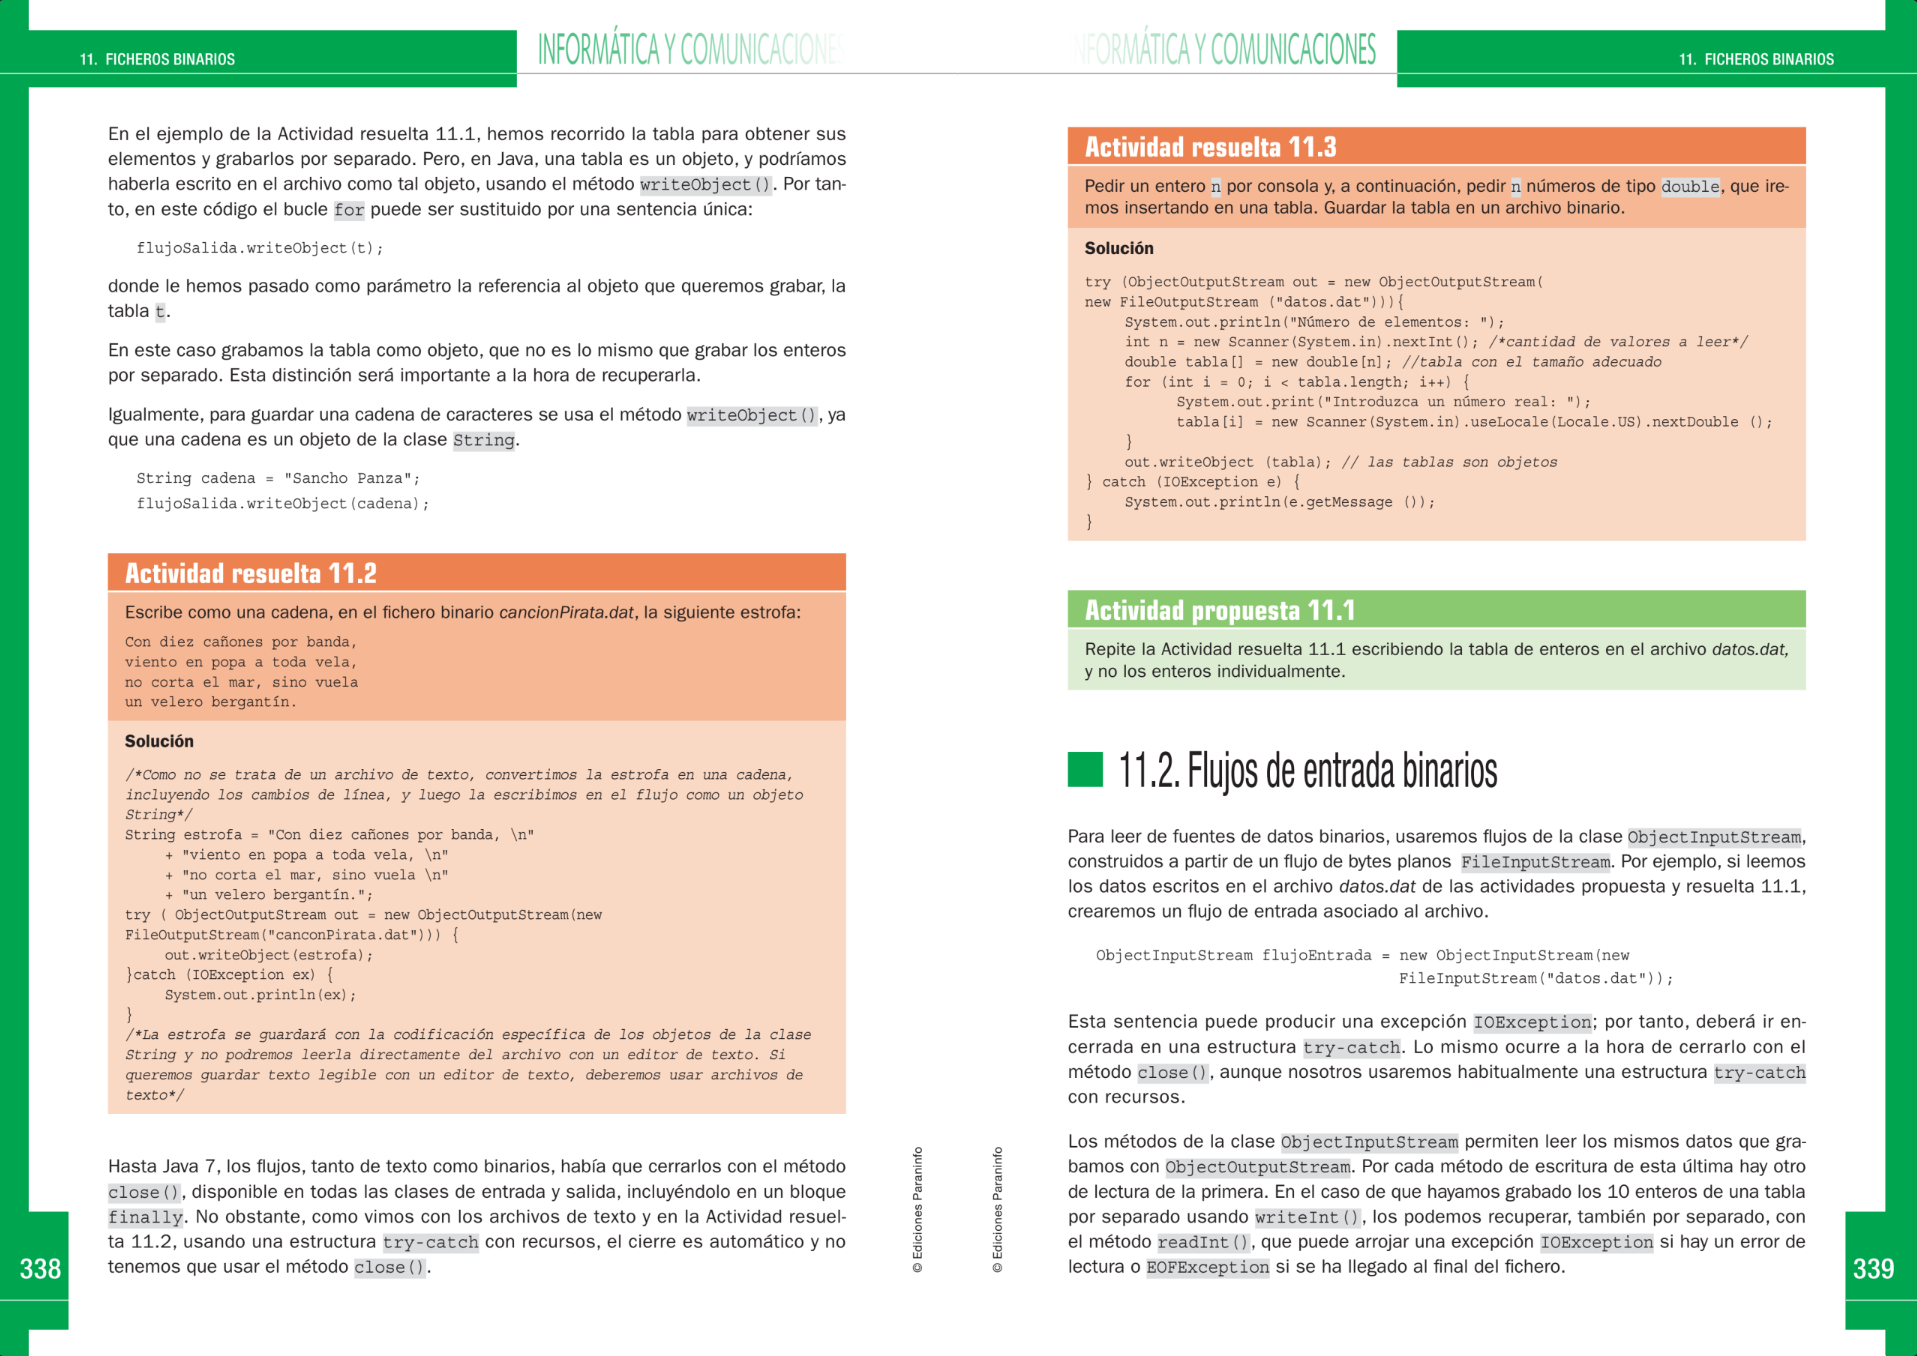 11. FICHEROS BINARIOS
INFORMÁTICA Y COMUNICACIONES
En el ejemplo de la Actividad resuelta 11.1, hemos recorrido la tabla para obtener sus
elementos y grabarlos por separado. Pero, en Java, una tabla es un objeto, y podríamos
haberla escrito en el archivo como tal objeto, usando el método writeObject(). Por tan-
to, en este código el bucle for puede ser sustituido por una sentencia única:
flujoSalida.writeObject(t);
donde le hemos pasado como parámetro la referencia al objeto que queremos grabar, la
tabla t.
En este caso grabamos la tabla como objeto, que no es lo mismo que grabar los enteros
por separado. Esta distinción será importante a la hora de recuperarla.
Igualmente, para guardar una cadena de caracteres se usa el método writeObject(), ya
que una cadena es un objeto de la clase String.
String cadena = "Sancho Panza";
flujoSalida.writeObject(cadena);
Actividad resuelta 11.2
Escribe como una cadena, en el fichero binario cancionPirata.dat, la siguiente estrofa:
Con diez cañones por banda,
viento en popa a toda vela,
no corta el mar, sino vuela
un velero bergantín.
Solución
/*Como no se trata de un archivo de texto, convertimos la estrofa en una cadena,
incluyendo los cambios de línea, y luego la escribimos en el flujo como un objeto
String*/
String estrofa = "Con diez cañones por banda, \n"
+ "viento en popa a toda vela, \n"
+ "no corta el mar, sino vuela \n"
+ "un velero bergantín.";
try ( ObjectOutputStream out = new ObjectOutputStream(new
FileOutputStream("canconPirata.dat"))) {
out.writeObject(estrofa);
}catch (IOException ex) {
System.out.println(ex);
}
/*La estrofa se guardará con la codificación específica de los objetos de la clase
String y no podremos leerla directamente del archivo con un editor de texto. Si
queremos guardar texto legible con un editor de texto, deberemos usar archivos de
texto*/
Hasta Java 7, los flujos, tanto de texto como binarios, había que cerrarlos con el método
close(), disponible en todas las clases de entrada y salida, incluyéndolo en un bloque
finally. No obstante, como vimos con los archivos de texto y en la Actividad resuel-
ta 11.2, usando una estructura try-catch con recursos, el cierre es automático y no
tenemos que usar el método close().
338
© Ediciones Paraninfo
INFORMÁTICA Y COMUNICACIONES
11. FICHEROS BINARIOS
Actividad resuelta 11.3
Pedir un entero n por consola y, a continuación, pedir n números de tipo double, que ire-
mos insertando en una tabla. Guardar la tabla en un archivo binario.
Solución
try (ObjectOutputStream out = new ObjectOutputStream(
new FileOutputStream ("datos.dat"))){
System.out.println("Número de elementos: ");
int n = new Scanner(System.in).nextInt(); /*cantidad de valores a leer*/
double tabla[] = new double[n]; //tabla con el tamaño adecuado
for (int i = 0; i < tabla.length; i++) {
System.out.print("Introduzca un número real: ");
tabla[i] = new Scanner(System.in).useLocale(Locale.US).nextDouble ();
}
out.writeObject (tabla); // las tablas son objetos
} catch (IOException e) {
System.out.println(e.getMessage ());
}
Actividad propuesta 11.1
Repite la Actividad resuelta 11.1 escribiendo la tabla de enteros en el archivo datos.dat,
y no los enteros individualmente.
11.2. Flujos de entrada binarios
Para leer de fuentes de datos binarios, usaremos flujos de la clase ObjectInputStream,
construidos a partir de un flujo de bytes planos FileInputStream. Por ejemplo, si leemos
los datos escritos en el archivo datos.dat de las actividades propuesta y resuelta 11.1,
crearemos un flujo de entrada asociado al archivo.
ObjectInputStream flujoEntrada = new ObjectInputStream(new
FileInputStream("datos.dat"));
Esta sentencia puede producir una excepción IOException; por tanto, deberá ir en-
cerrada en una estructura try-catch. Lo mismo ocurre a la hora de cerrarlo con el
método close(), aunque nosotros usaremos habitualmente una estructura try-catch
con recursos.
Los métodos de la clase ObjectInputStream permiten leer los mismos datos que gra-
bamos con ObjectOutputStream. Por cada método de escritura de esta última hay otro
de lectura de la primera. En el caso de que hayamos grabado los 10 enteros de una tabla
por separado usando writeInt(), los podemos recuperar, también por separado, con
el método readInt(), que puede arrojar una excepción IOException si hay un error de
lectura o EOFException si se ha llegado al final del fichero.
© Ediciones Paraninfo
339